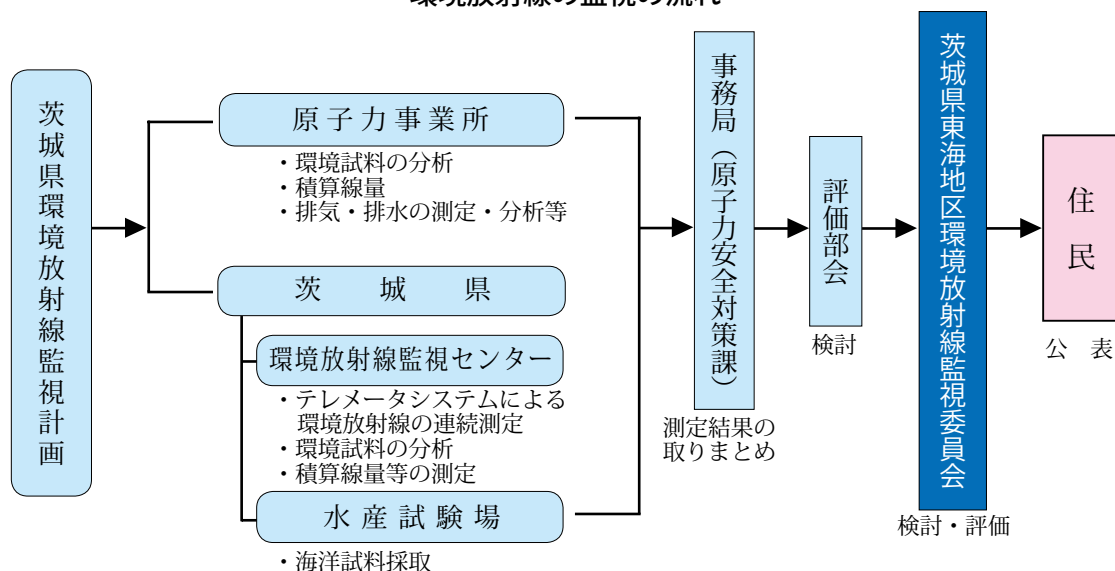 環境放射線の監視の流れ
茨城県環境放射線監視計画
原子力事業所
・環境試料の分析
・積算線量
・排気・排水の測定・分析等
茨城県
環境放射線監視センター
・テレメータシステムによる
環境放射線の連続測定
・環境試料の分析
・積算線量等の測定
水産試験場
・海洋試料採取
事務局（原子力安全対策課）
測定結果の
取りまとめ
評価部会
検討
茨城県東海地区環境放射線監視委員会
検討・評価
住民
公表